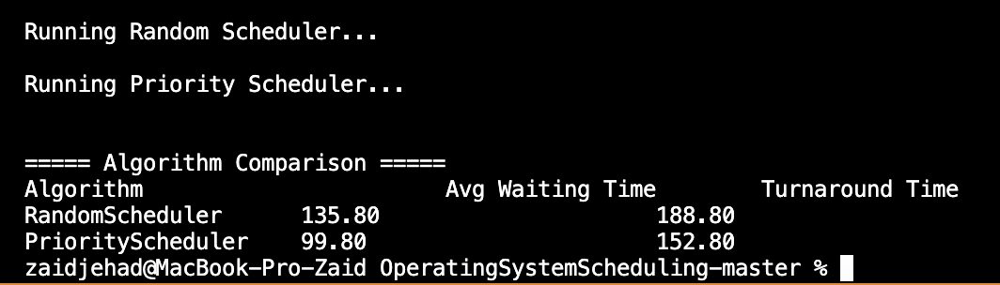 Running Random Scheduler...
Running Priority Scheduler...
===== Algorithm Comparison =====
Algorithm Avg Waiting Time Turnaround Time
RandomScheduler 135.80 188.80
PriorityScheduler 99.80 152.80
zaidjehad@MacBook-Pro-Zaid OperatingSystemScheduling-master %